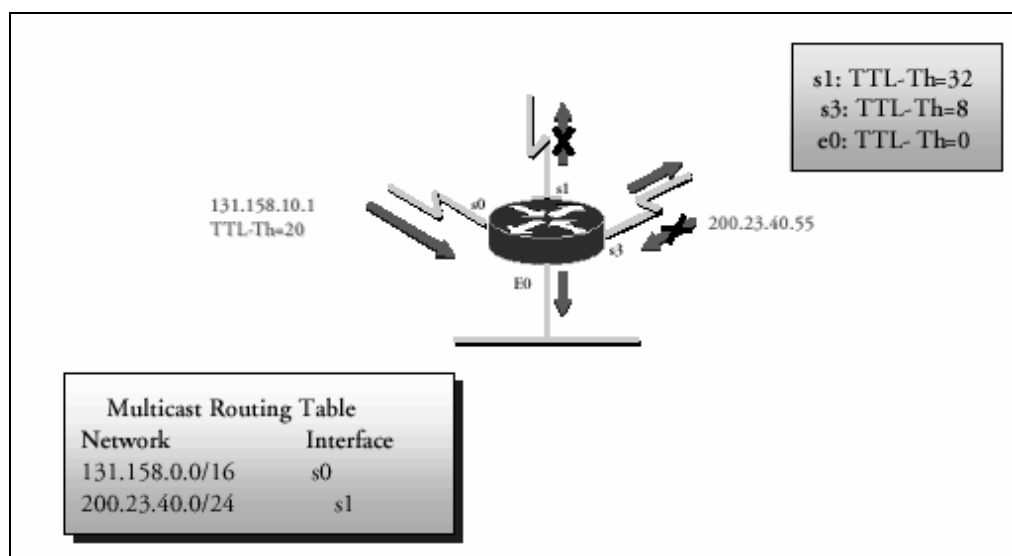 s1: TTL-Th=32
s3: TTL-Th=8
e0: TTL- Th=0
s1
s0
131.158.10.1
TTL-Th=20
200.23.40.55
s3
E0
Multicast Routing Table
Network Interface
131.158.0.0/16 s0
200.23.40.0/24 s1